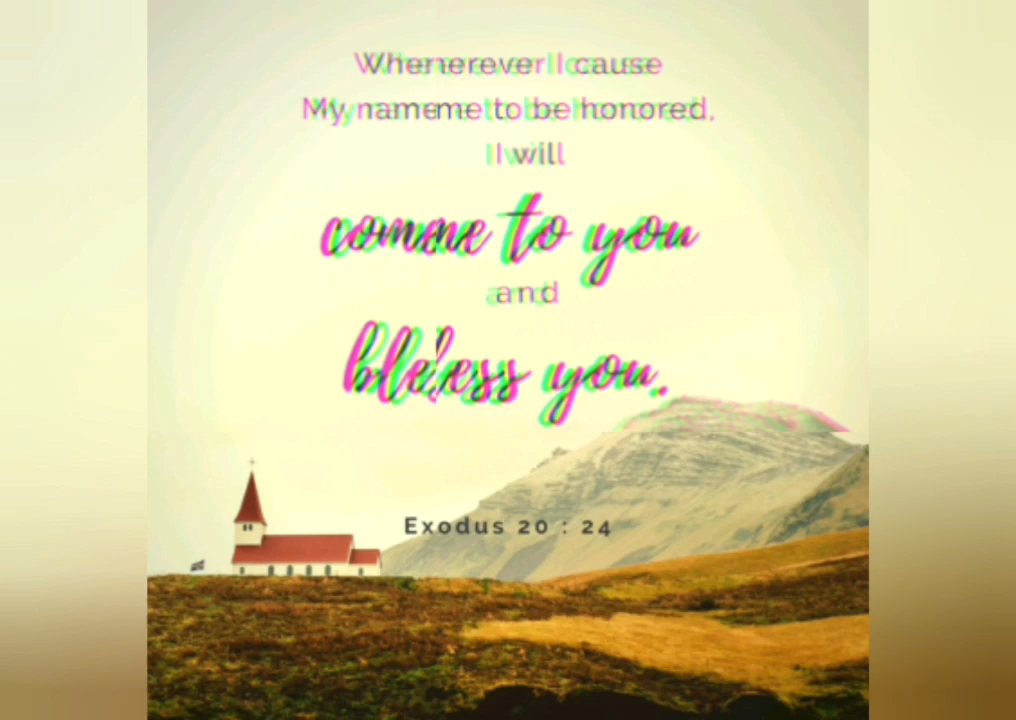 Wherever I cause
My name to be honored,
I will
come to you
and
bless you.
Exodus 20 : 24